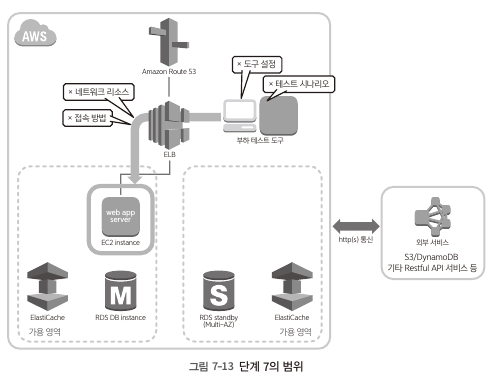 AWS
Amazon Route 53
× 도구 설정
× 테스트 시나리오
× 네트워크 리소스
× 접속 방법
ELB
부하 테스트 도구
web app
server
EC2 instance
http(s) 통신
외부 서비스
S3/DynamoDB
기타 Restful API 서비스 등
M
S
ElastiCache
RDS DB instance
RDS standby
(Multi-AZ)
ElastiCache
가용 영역
가용 영역
그림 7-13 단계 7의 범위